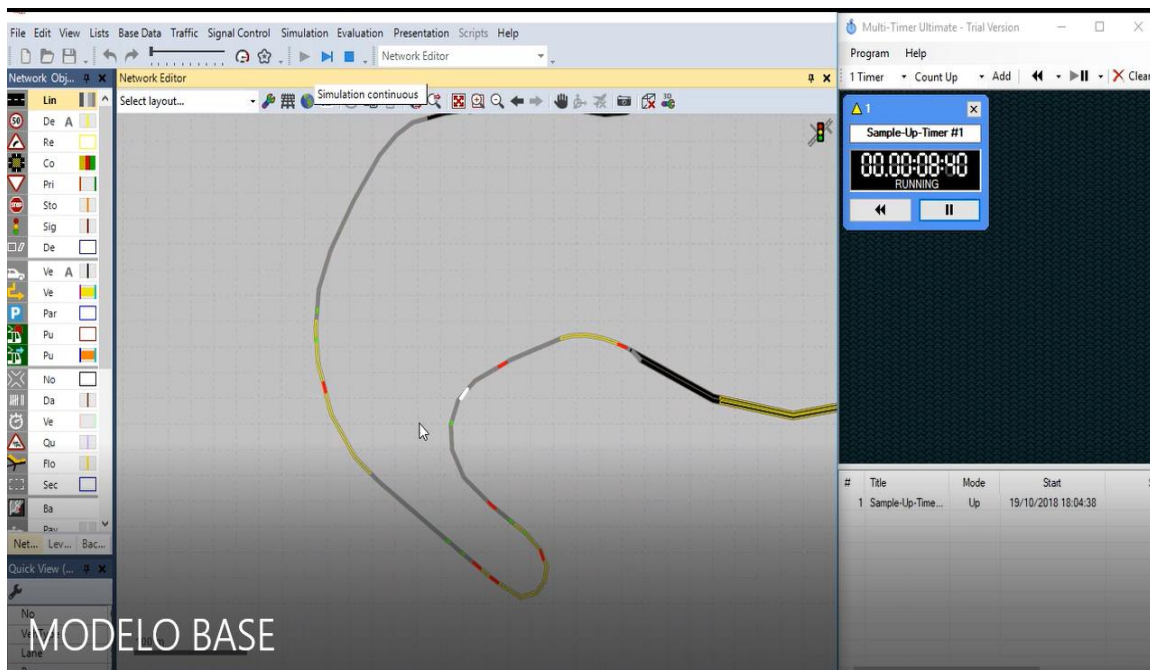 File Edit View Lists Base Data Traffic Signal Control Simulation Evaluation Presentation Scripts Help
Network Editor
Network Obj...
Network Editor
Select layout...
Simulation continuous
Lin
De A
Re
Co
Pri
Sto
Sig
De
Ve A
Ve
P Par
Pu
Pu
No
Da
Ve
Qu
Flo
Sec
Ba
Pav
Net... Lev... Bac...
Quick View (...
No
Lane
MODELO BASE
Multi-Timer Ultimate - Trial Version
Program Help
1 Timer Count Up Add Clear
1
Sample-Up-Timer #1
00.00:08:40
RUNNING
# Title Mode Start
1 Sample-Up-Time... Up 19/10/2018 18:04:38